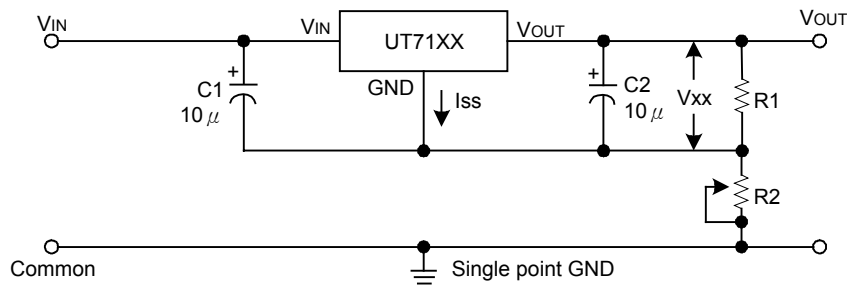 VIN
VIN
UT71XX
VOUT
VOUT
GND
Iss
C1
10 μ
C2
10 μ
Vxx
R1
R2
Common
Single point GND